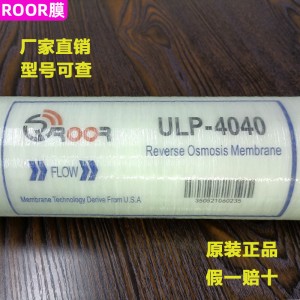 ROOR膜
厂家直销
型号可查
ROOR
ULP-4040
Reverse Osmosis Membrane
FLOW
Membrane Technology Derive From U.S.A
原装正品
假一赔十